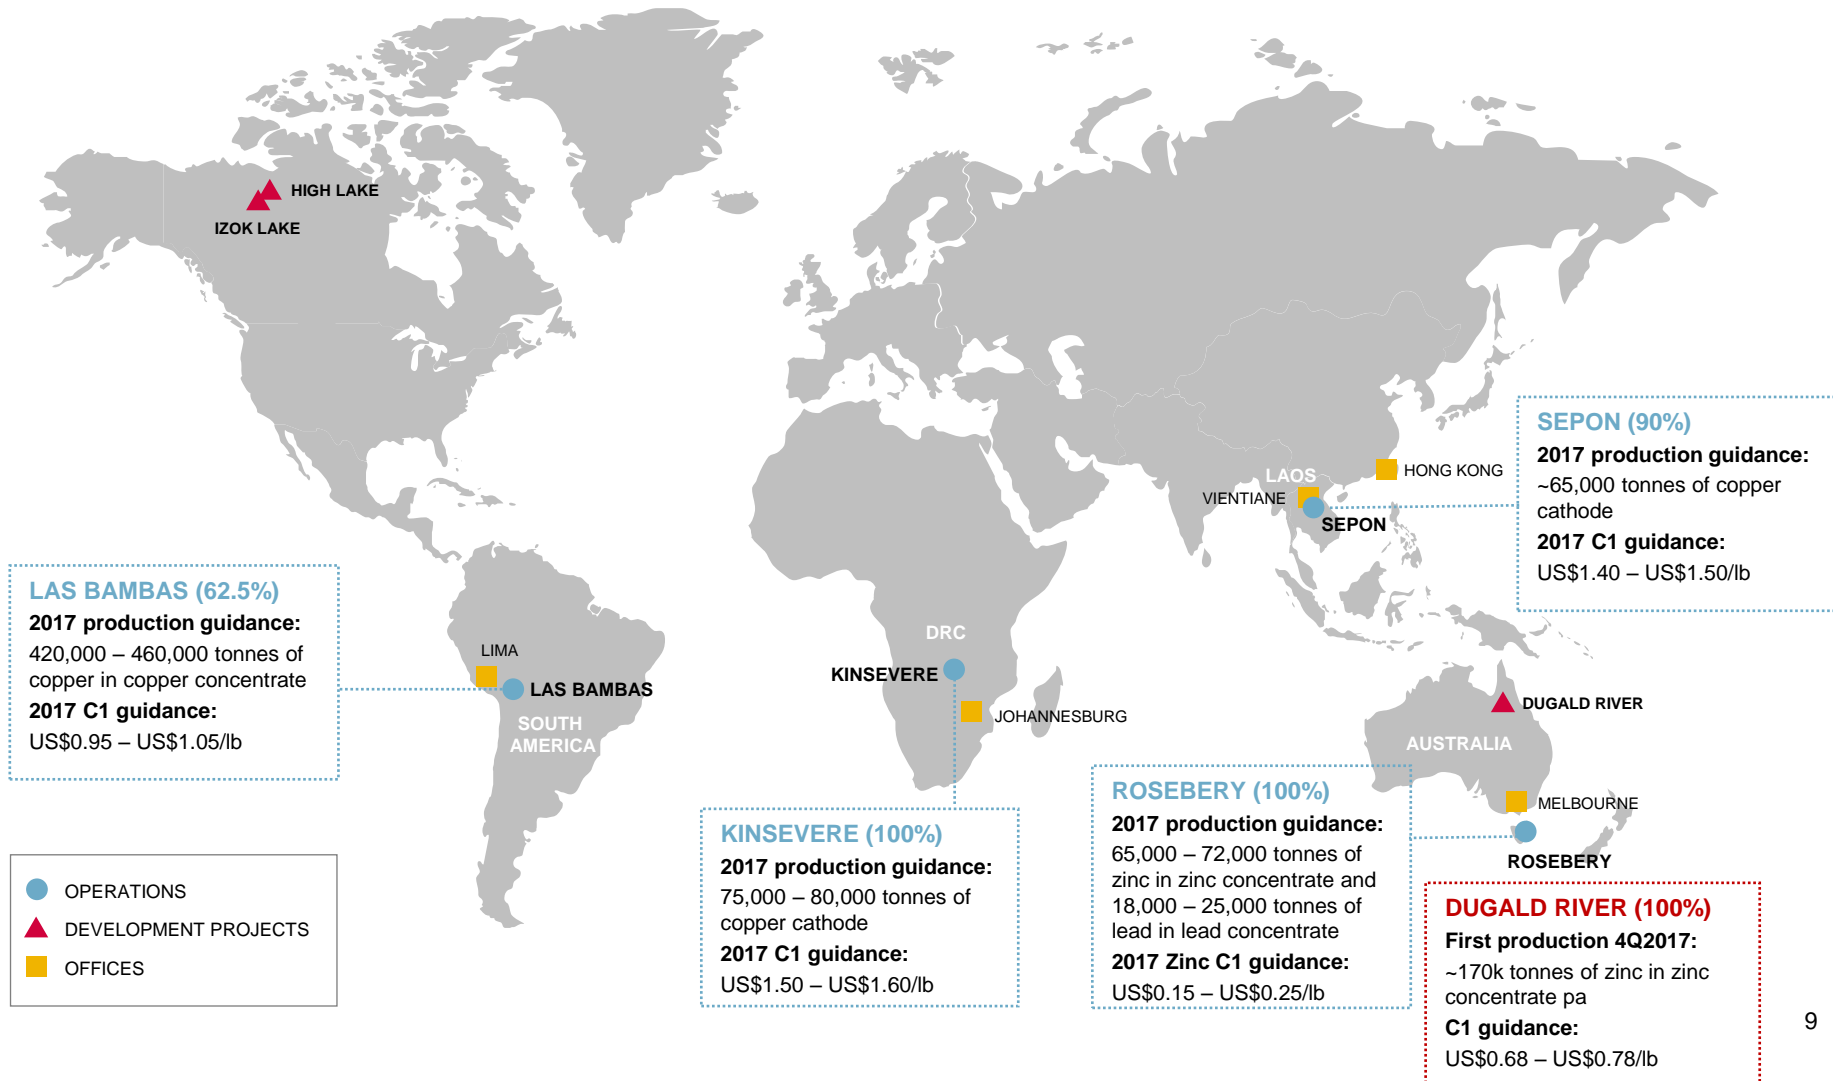 HIGH LAKE
IZOK LAKE
SEPON (90%)
2017 production guidance:
~65,000 tonnes of copper
cathode
2017 C1 guidance:
US$1.40 – US$1.50/lb
LAOS
HONG KONG
VIENTIANE
SEPON
LAS BAMBAS (62.5%)
2017 production guidance:
420,000 – 460,000 tonnes of
copper in copper concentrate
2017 C1 guidance:
US$0.95 – US$1.05/lb
LIMA
LAS BAMBAS
SOUTH
AMERICA
DRC
KINSEVERE
JOHANNESBURG
DUGALD RIVER
AUSTRALIA
MELBOURNE
ROSEBERY
KINSEVERE (100%)
2017 production guidance:
75,000 – 80,000 tonnes of
copper cathode
2017 C1 guidance:
US$1.50 – US$1.60/lb
ROSEBERY (100%)
2017 production guidance:
65,000 – 72,000 tonnes of
zinc in zinc concentrate and
18,000 – 25,000 tonnes of
lead in lead concentrate
2017 Zinc C1 guidance:
US$0.15 – US$0.25/lb
DUGALD RIVER (100%)
First production 4Q2017:
~170k tonnes of zinc in zinc
concentrate pa
C1 guidance:
US$0.68 – US$0.78/lb
OPERATIONS
DEVELOPMENT PROJECTS
OFFICES
9